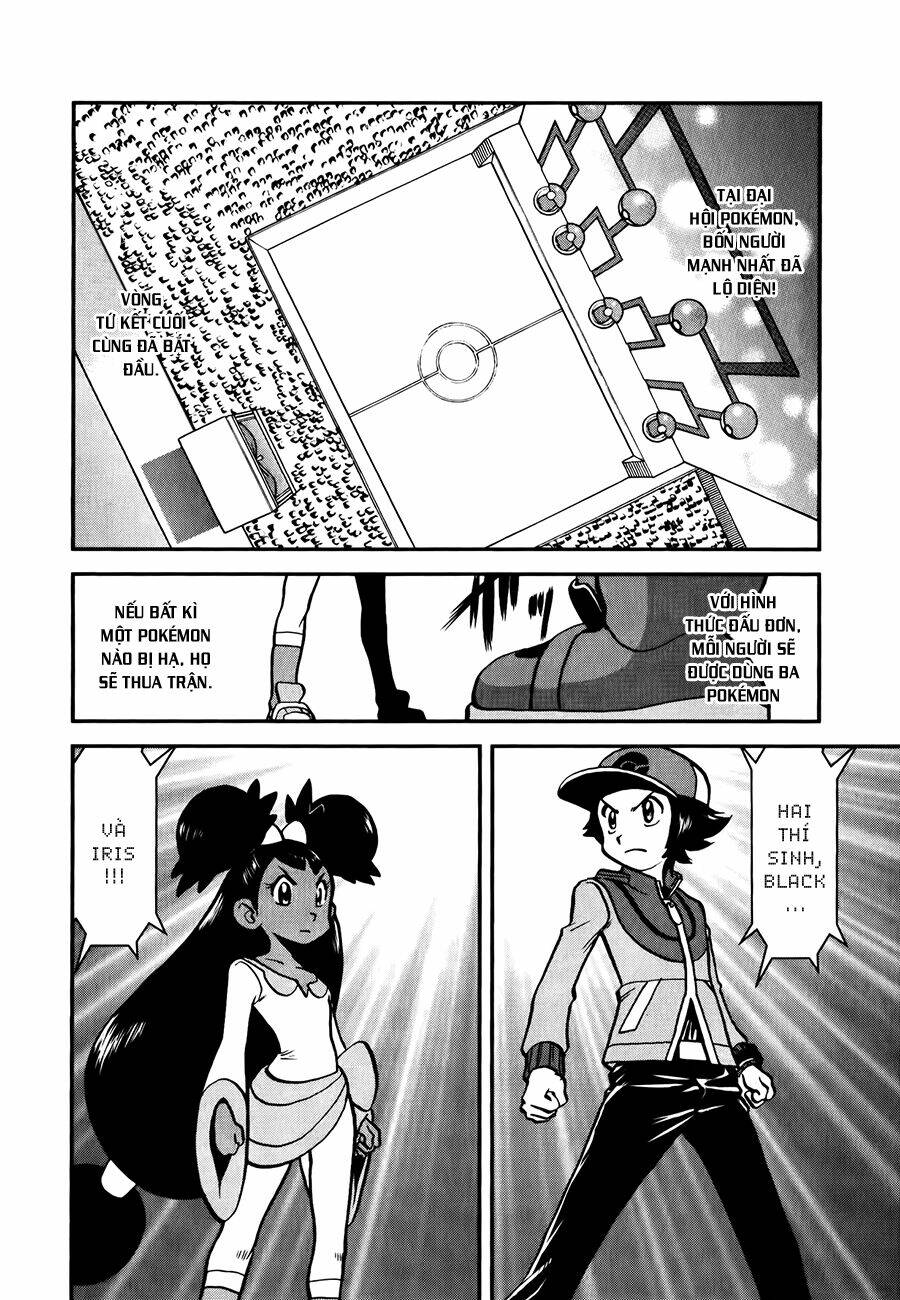 TẠI ĐẠI
HỘI POKÉMON,
BỐN NGƯỜI
MẠNH NHẤT ĐÃ
LỘ DIỆN!
VÒNG
TỨ KẾT CUỐI
CÙNG ĐÃ BẮT
ĐẦU.
VỚI HÌNH
THỨC ĐẤU ĐƠN,
MỖI NGƯỜI SẼ
ĐƯỢC DÙNG BA
POKÉMON
NẾU BẤT KÌ
MỘT POKÉMON
NÀO BỊ HẠ, HỌ
SẼ THUA TRẬN.
HAI
THÍ
SINH,
BLACK
...
VÀ
IRIS
!!!